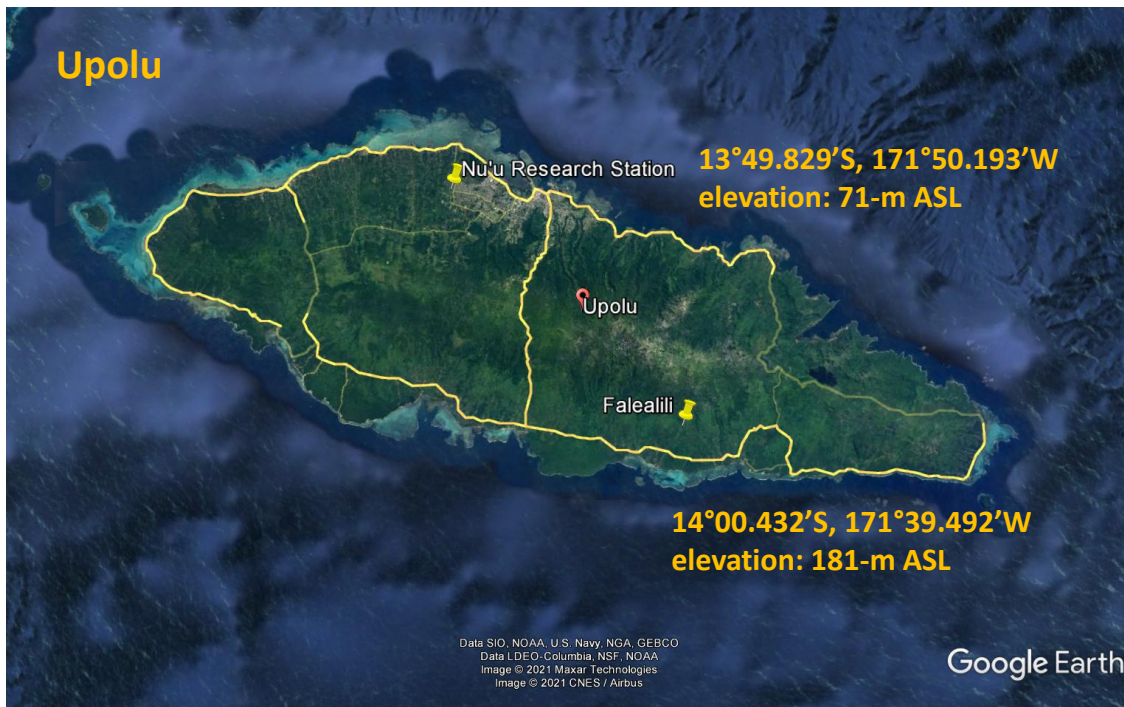 Upolu
Nu'u Research Station
13°49.829’S, 171°50.193’W
elevation: 71-m ASL
Upolu
Falealili
14°00.432’S, 171°39.492’W
elevation: 181-m ASL
Data SIO, NOAA, U.S. Navy, NGA, GEBCO
Data LDEO-Columbia, NSF, NOAA
Image © 2021 Maxar Technologies
Image © 2021 CNES / Airbus
Google Earth